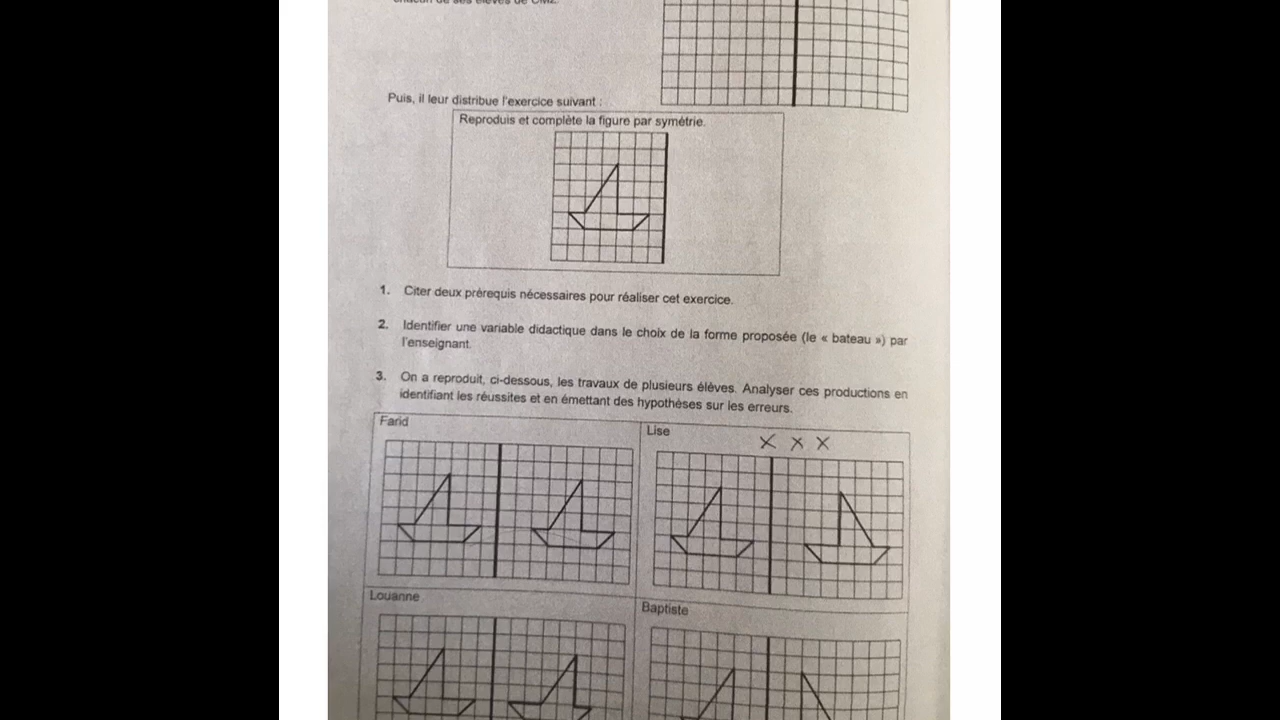 Puis, il leur distribue l'exercice suivant :
Reproduis et complète la figure par symétrie.
1. Citer deux prérequis nécessaires pour réaliser cet exercice.
2. Identifier une variable didactique dans le choix de la forme proposée (le « bateau ») par
l'enseignant.
3. On a reproduit, ci-dessous, les travaux de plusieurs élèves. Analyser ces productions en
identifiant les réussites et en émettant des hypothèses sur les erreurs.
Farid
Lise
X X X
Louanne
Baptiste